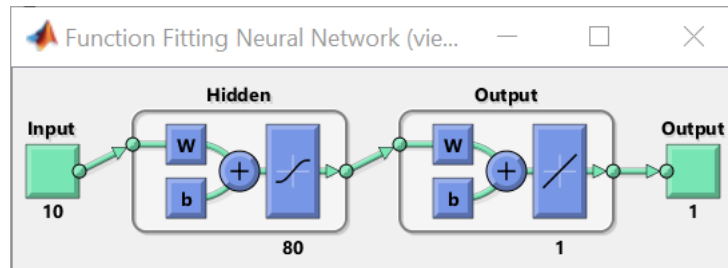 Function Fitting Neural Network (vie...
Hidden
Output
Input
W
b
W
b
Output
10
80
1
1